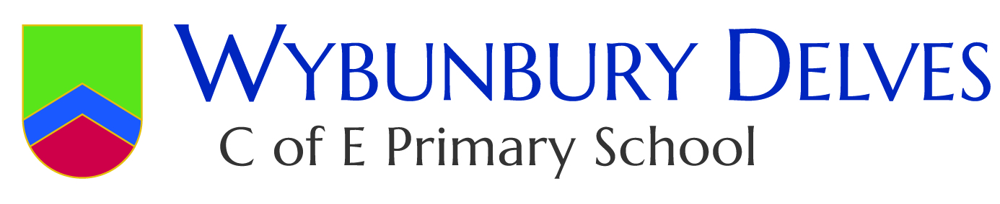 WYBUNBURY DELVES
C of E Primary School